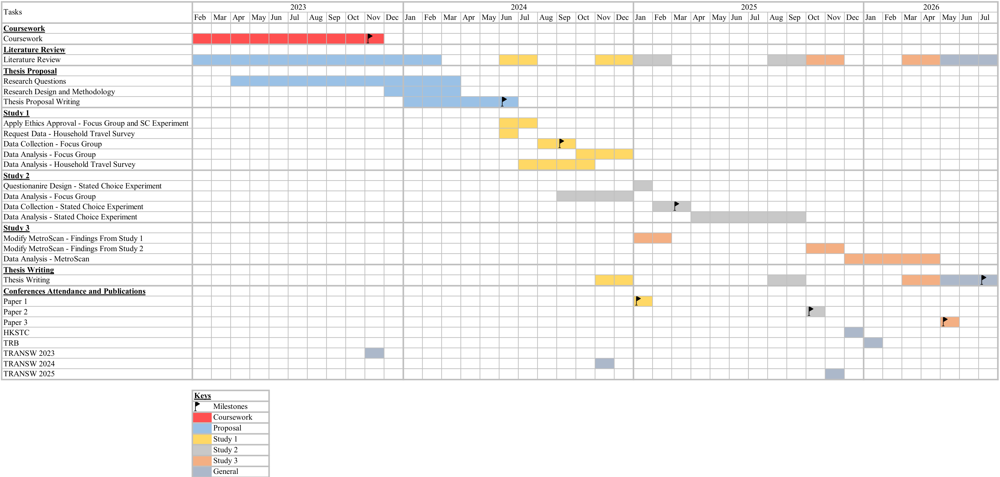 Tasks 2023 2024 2025 2026
Feb Mar Apr May Jun Jul Aug Sep Oct Nov Dec Jan Feb Mar Apr May Jun Jul Aug Sep Oct Nov Dec Jan Feb Mar Apr May Jun Jul Aug Sep Oct Nov Dec Jan Feb Mar Apr May Jun Jul
Coursework
Coursework
Literature Review
Literature Review
Thesis Proposal
Research Questions
Research Design and Methodology
Thesis Proposal Writing
Study 1
Apply Ethics Approval - Focus Group and SC Experiment
Request Data - Household Travel Survey
Data Collection - Focus Group
Data Analysis - Focus Group
Data Analysis - Household Travel Survey
Study 2
Questionanire Design - Stated Choice Experiment
Data Analysis - Focus Group
Data Collection - Stated Choice Experiment
Data Analysis - Stated Choice Experiment
Study 3
Modify MetroScan - Findings From Study 1
Modify MetroScan - Findings From Study 2
Data Analysis - MetroScan
Thesis Writing
Thesis Writing
Conferences Attendance and Publications
Paper 1
Paper 2
Paper 3
HKSTC
TRB
TRANSW 2023
TRANSW 2024
TRANSW 2025
Keys
Milestones
Coursework
Proposal
Study 1
Study 2
Study 3
General